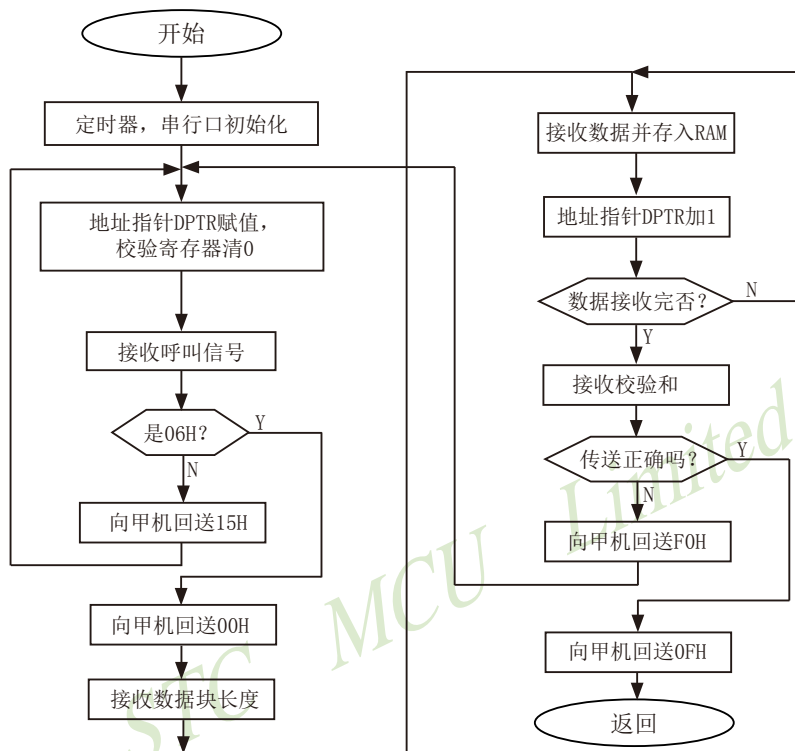 开始
定时器，串行口初始化
地址指针DPTR赋值，
校验寄存器清0
接收呼叫信号
是06H？
Y
N
向甲机回送15H
向甲机回送00H
接收数据块长度
接收数据并存入RAM
地址指针DPTR加1
数据接收完否？
N
Y
接收校验和
传送正确吗？
Y
N
向甲机回送F0H
向甲机回送0FH
返回
STC MCU Limited